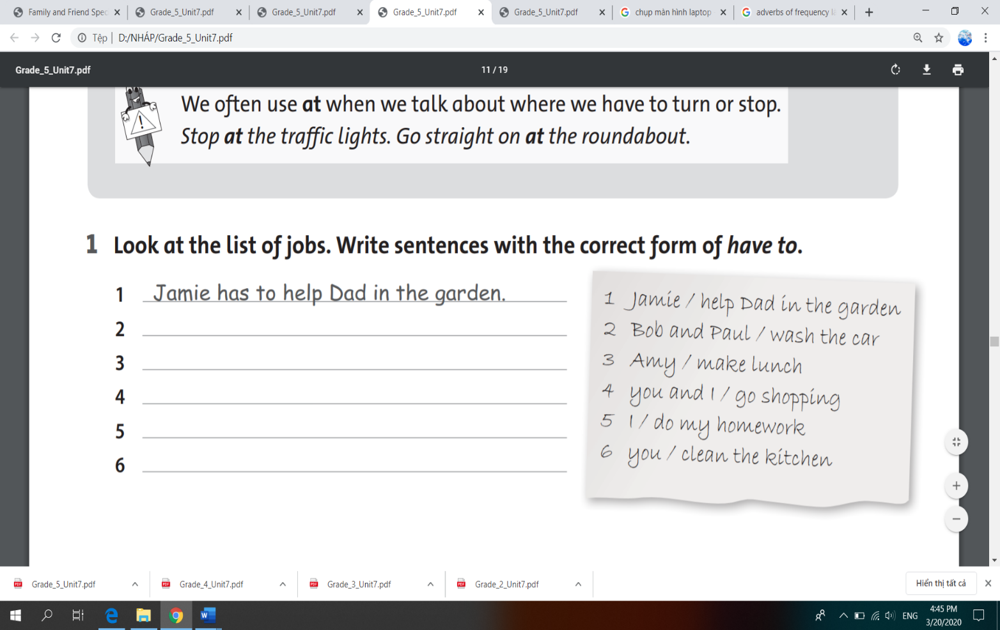 Family and Friend Spec
Grade_5_Unit7.pdf
Grade_5_Unit7.pdf
Grade_5_Unit7.pdf
Grade_5_Unit7.pdf
chụp màn hình laptop
adverbs of frequency là
Tệp | D:/NHÁP/Grade_5_Unit7.pdf
Grade_5_Unit7.pdf
11 / 19
We often use at when we talk about where we have to turn or stop.
Stop at the traffic lights. Go straight on at the roundabout.
1 Look at the list of jobs. Write sentences with the correct form of have to.
1 Jamie has to help Dad in the garden.
2
3
4
5
6
1 Jamie / help Dad in the garden
2 Bob and Paul / wash the car
3 Amy / make lunch
4 you and I / go shopping
5 I / do my homework
6 you / clean the kitchen
Grade_5_Unit7.pdf
Grade_4_Unit7.pdf
Grade_3_Unit7.pdf
Grade_2_Unit7.pdf
Hiển thị tất cả
ENG
4:45 PM
3/20/2020